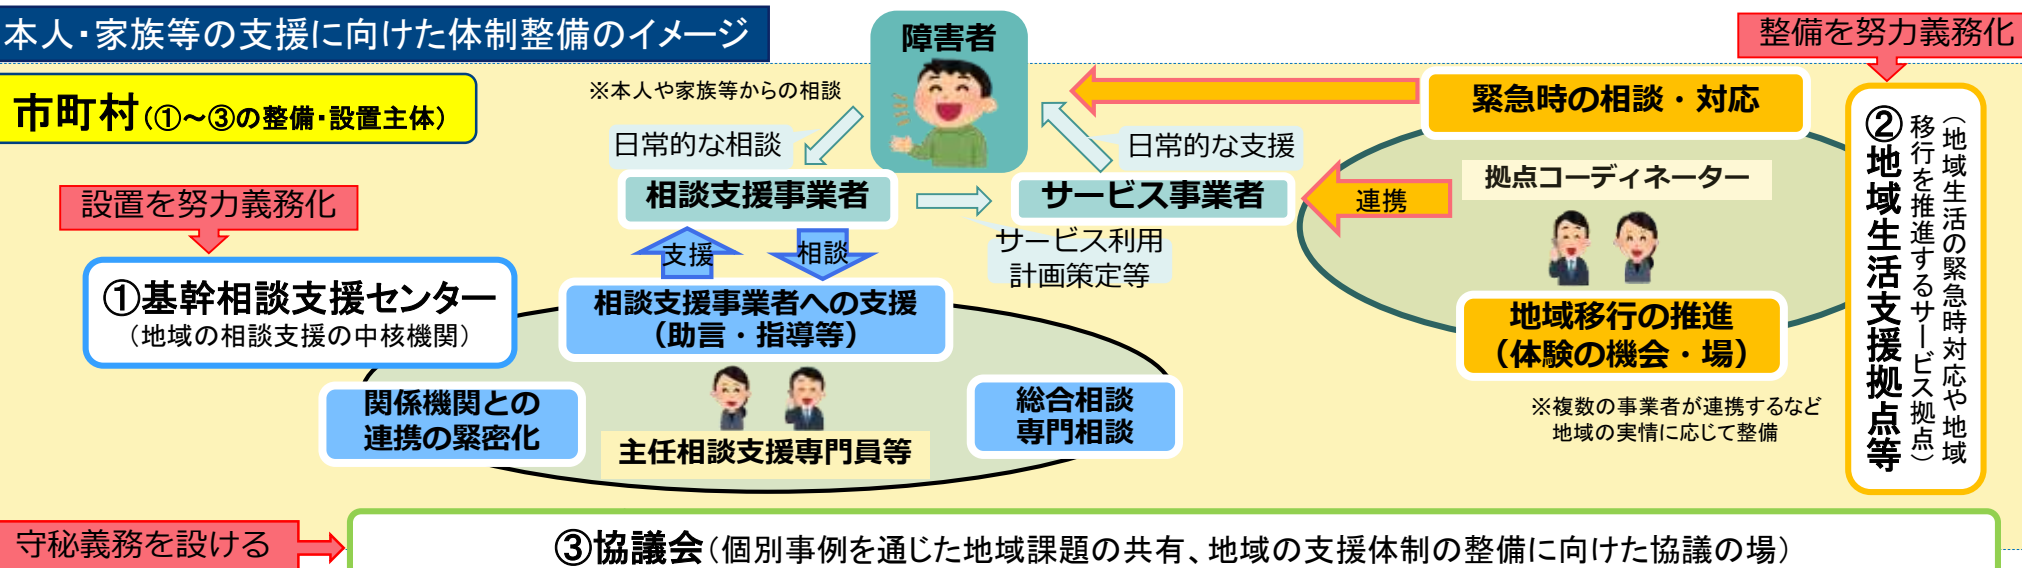 本人・家族等の支援に向けた体制整備のイメージ
障害者
整備を努力義務化
市町村(①～③の整備・設置主体)
※本人や家族等からの相談
緊急時の相談・対応
日常的な相談
日常的な支援
相談支援事業者
サービス事業者
連携
拠点コーディネーター
②地域生活支援拠点等
（地域生活の緊急時対応や地域
移行を推進するサービス拠点）
設置を努力義務化
支援
相談
サービス利用
計画策定等
①基幹相談支援センター
（地域の相談支援の中核機関）
相談支援事業者への支援
（助言・指導等）
地域移行の推進
（体験の機会・場）
関係機関との
連携の緊密化
総合相談
専門相談
主任相談支援専門員等
※複数の事業者が連携するなど
地域の実情に応じて整備
守秘義務を設ける
③協議会（個別事例を通じた地域課題の共有、地域の支援体制の整備に向けた協議の場）